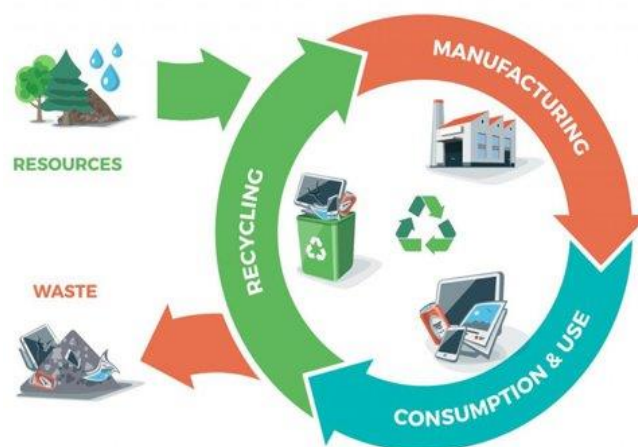 RESOURCES
WASTE
RECYCLING
MANUFACTURING
CONSUMPTION & USE